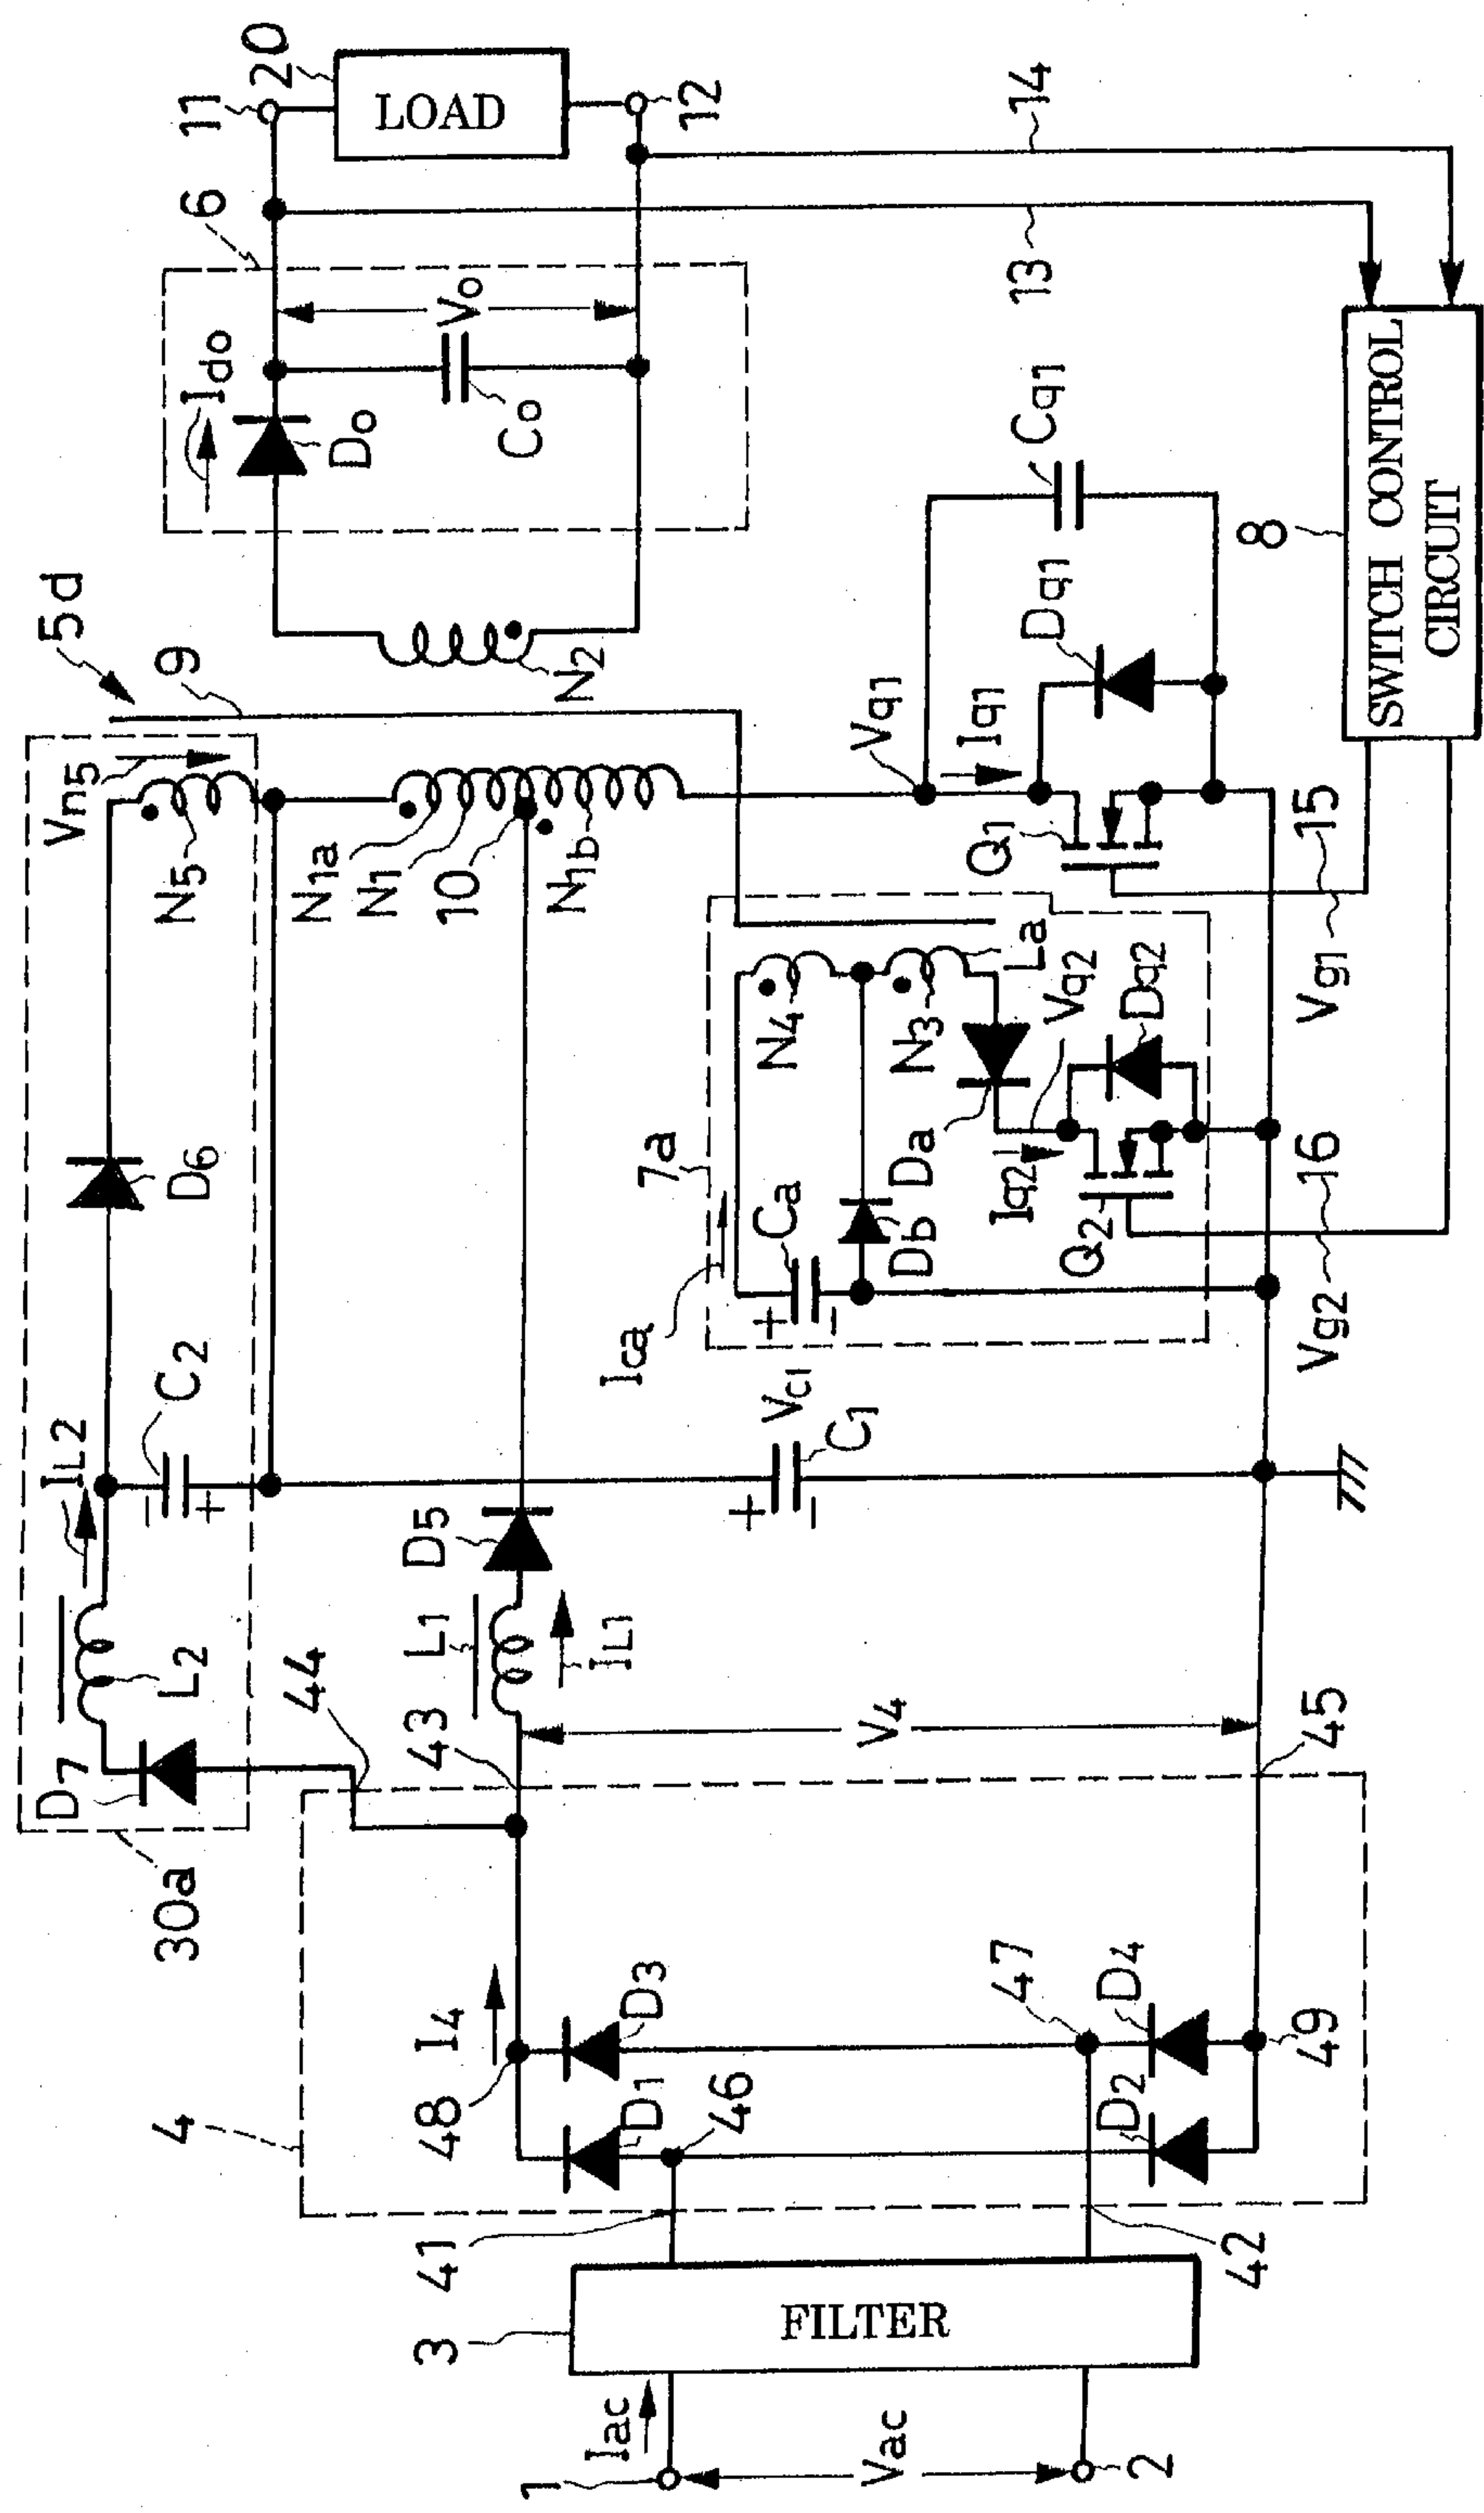 5d
9
11
20
LOAD
12
14
13
6
Ido
Do
Vo
Co
N2
Vn5
N5
N1a
N1
10
N1b
D6
C2
IL2
L2
D7
30a
44
43
L1
IL1
D5
V4
45
VC1
C1
+
-
-
+
7a
Ica
Ca
+
-
Db
Da
N4
N3
La
Iq2
Vq2
Dq2
Q2
Vg2
16
Vg1
15
Q1
Vq1
Iq1
Dq1
Cq1
8
SWITCH CONTROL
CIRCUIT
4
48
I4
D3
D1
46
47
D4
D2
49
41
42
3
FILTER
Iac
1
Vac
2